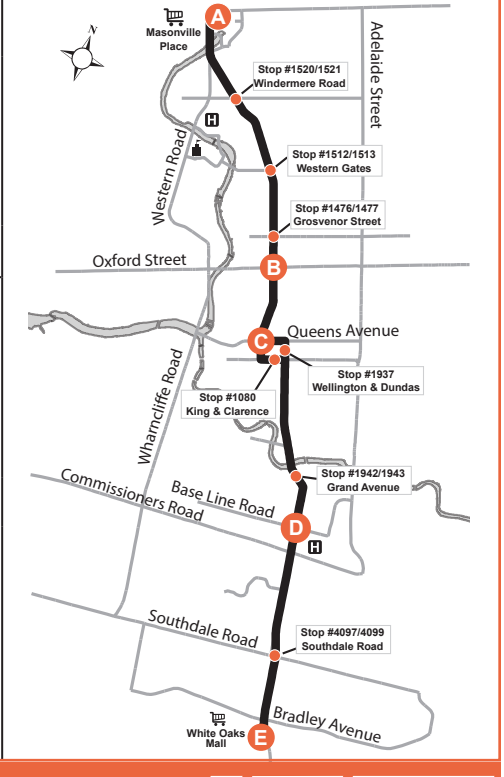 A
Masonville
Place
N
Adelaide Street
Stop #1520/1521
Windermere Road
H
Western Road
Stop #1512/1513
Western Gates
Stop #1476/1477
Grosvenor Street
Oxford Street
B
Queens Avenue
C
Stop #1937
Wellington & Dundas
Stop #1080
King & Clarence
Wharncliffe Road
Stop #1942/1943
Grand Avenue
Commissioners Road
Base Line Road
D
H
Southdale Road
Stop #4097/4099
Southdale Road
Bradley Avenue
White Oaks
Mall
E